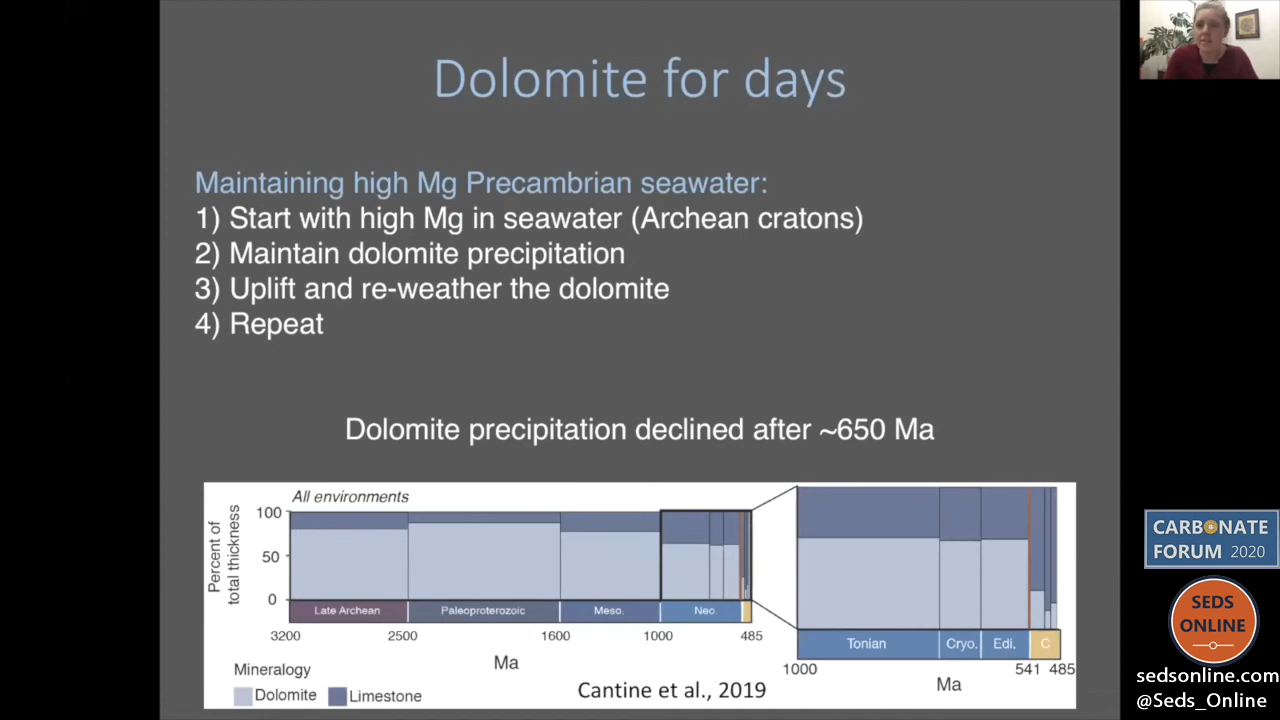 Dolomite for days
Maintaining high Mg Precambrian seawater:
1) Start with high Mg in seawater (Archean cratons)
2) Maintain dolomite precipitation
3) Uplift and re-weather the dolomite
4) Repeat
Dolomite precipitation declined after ~650 Ma
All environments
Percent of
total thickness
100
50
0
Late Archean
Paleoproterozoic
Meso.
Neo.
3200
2500
1600
1000
485
Ma
Tonian
Cryo.
Edi.
C
1000
541
485
Ma
Mineralogy
Dolomite
Limestone
Cantine et al., 2019
CARBONATE
FORUM 2020
SEDS
ONLINE
sedsonline.com
@Seds_Online